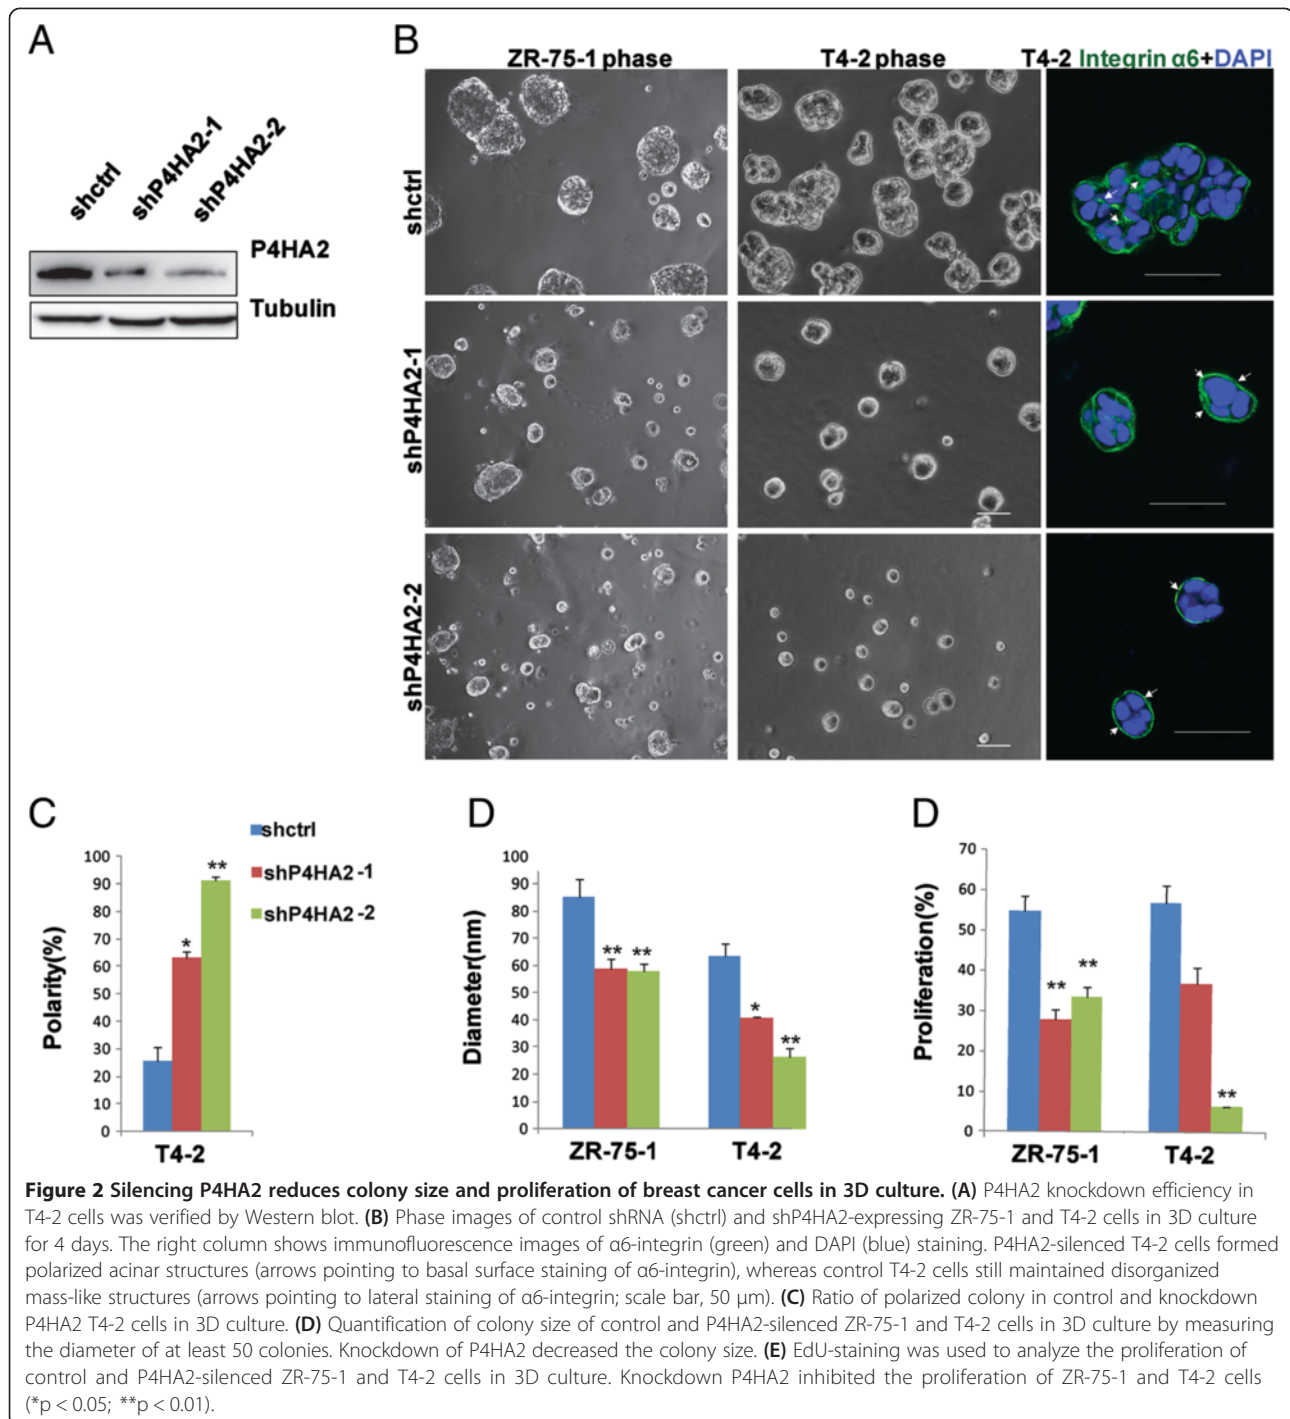 A
shctrl
shP4HA2-1
shP4HA2-2
P4HA2
Tubulin
B
ZR-75-1 phase
T4-2 phase
T4-2 Integrin α6+DAPI
shctrl
shP4HA2-1
shP4HA2-2
C
shctrl
shP4HA2-1
shP4HA2-2
Polarity(%)
100
90
80
70
60
50
40
30
20
10
0
*
**
T4-2
D
Diameter(nm)
100
90
80
70
60
50
40
30
20
10
0
** **
*
**
ZR-75-1 T4-2
D
Proliferation(%)
70
60
50
40
30
20
10
0
**
**
**
ZR-75-1 T4-2
Figure 2 Silencing P4HA2 reduces colony size and proliferation of breast cancer cells in 3D culture. (A) P4HA2 knockdown efficiency in
T4-2 cells was verified by Western blot. (B) Phase images of control shRNA (shctrl) and shP4HA2-expressing ZR-75-1 and T4-2 cells in 3D culture
for 4 days. The right column shows immunofluorescence images of α6-integrin (green) and DAPI (blue) staining. P4HA2-silenced T4-2 cells formed
polarized acinar structures (arrows pointing to basal surface staining of α6-integrin), whereas control T4-2 cells still maintained disorganized
mass-like structures (arrows pointing to lateral staining of α6-integrin; scale bar, 50 μm). (C) Ratio of polarized colony in control and knockdown
P4HA2 T4-2 cells in 3D culture. (D) Quantification of colony size of control and P4HA2-silenced ZR-75-1 and T4-2 cells in 3D culture by measuring
the diameter of at least 50 colonies. Knockdown of P4HA2 decreased the colony size. (E) EdU-staining was used to analyze the proliferation of
control and P4HA2-silenced ZR-75-1 and T4-2 cells in 3D culture. Knockdown P4HA2 inhibited the proliferation of ZR-75-1 and T4-2 cells
(*p < 0.05; **p < 0.01).